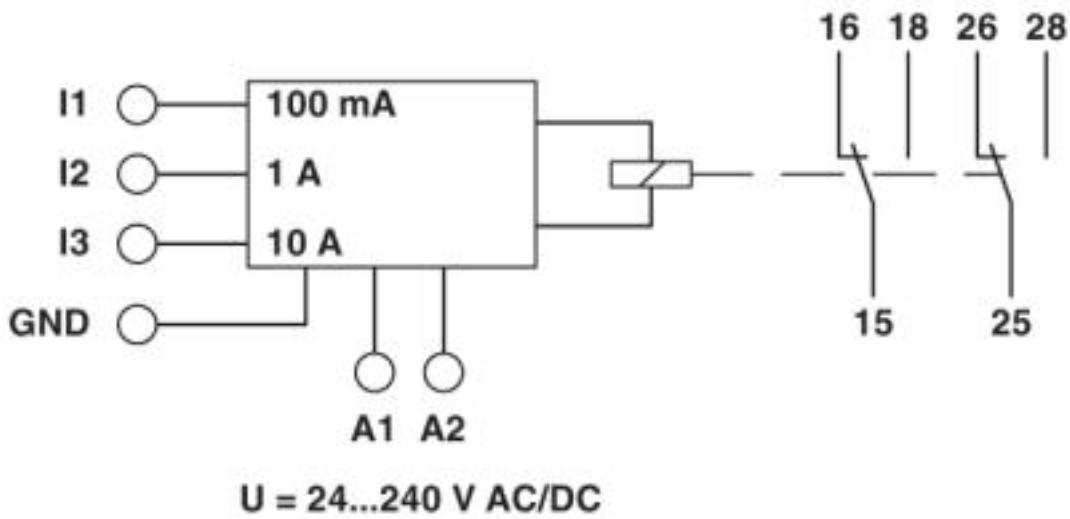 16 18 26 28
I1 100 mA
I2 1 A
I3 10 A
GND
15 25
A1 A2
U = 24...240 V AC/DC